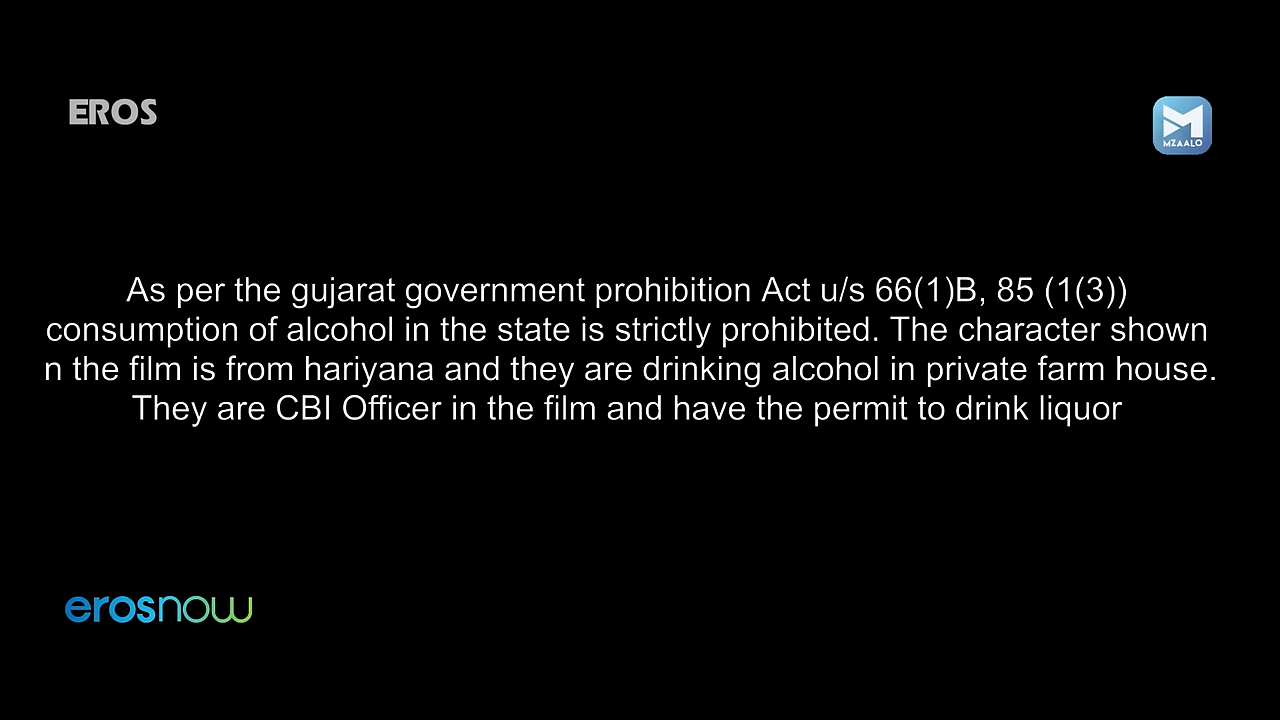 EROS
MZAALO
As per the gujarat government prohibition Act u/s 66(1)B, 85 (1(3))
consumption of alcohol in the state is strictly prohibited. The character shown
n the film is from hariyana and they are drinking alcohol in private farm house.
They are CBI Officer in the film and have the permit to drink liquor
erosnow